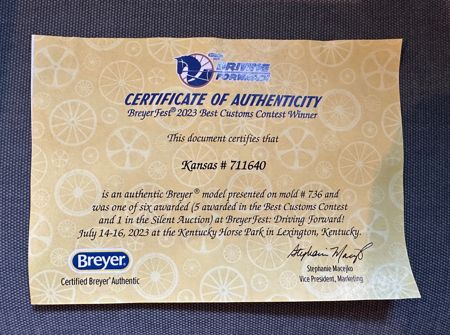 DRIVING
FORWARD!
CERTIFICATE OF AUTHENTICITY
BreyerFest® 2023 Best Customs Contest Winner
This document certifies that
Kansas # 711640
is an authentic Breyer® model presented on mold # 736 and
was one of six awarded (5 awarded in the Best Customs Contest
and 1 in the Silent Auction) at BreyerFest: Driving Forward!
July 14-16, 2023 at the Kentucky Horse Park in Lexington, Kentucky.
Breyer®
Certified Breyer® Authentic
Stephanie Macejko
Stephanie Macejko
Vice President, Marketing